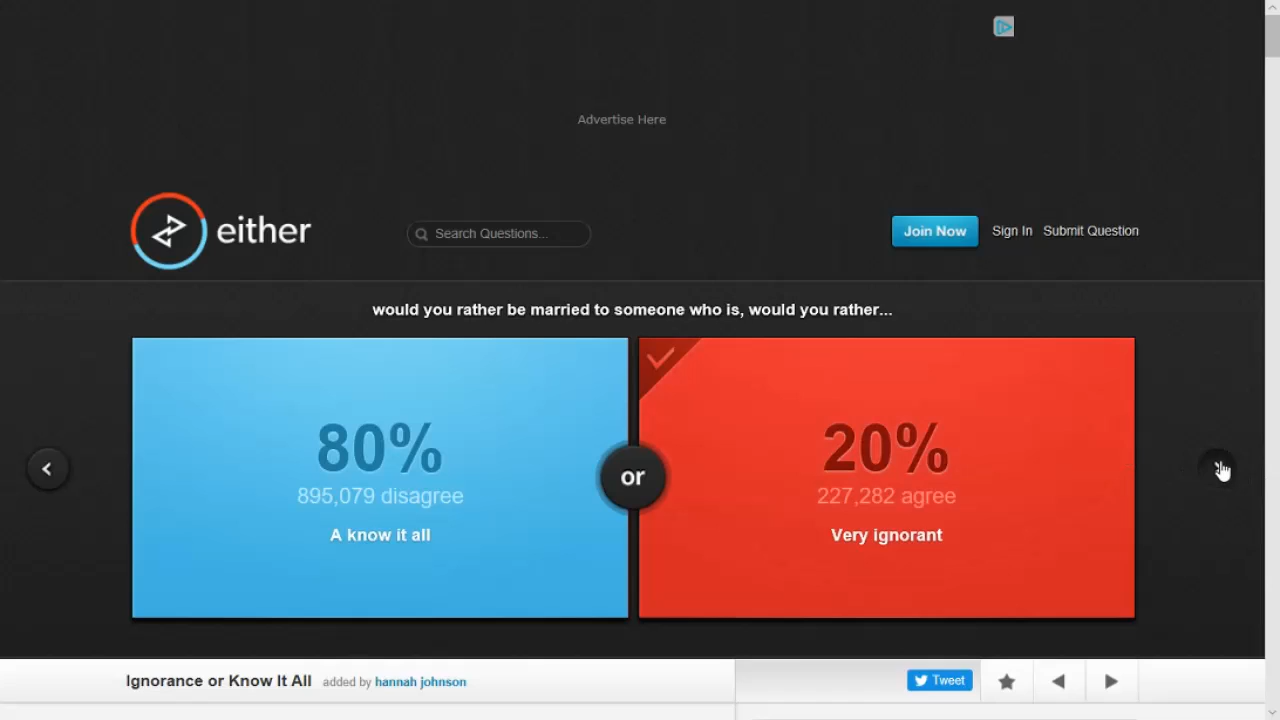 Advertise Here
either
Search Questions...
Join Now
Sign In
Submit Question
would you rather be married to someone who is, would you rather...
80%
895,079 disagree
A know it all
or
20%
227,282 agree
Very ignorant
Ignorance or Know It All added by hannah johnson
Tweet